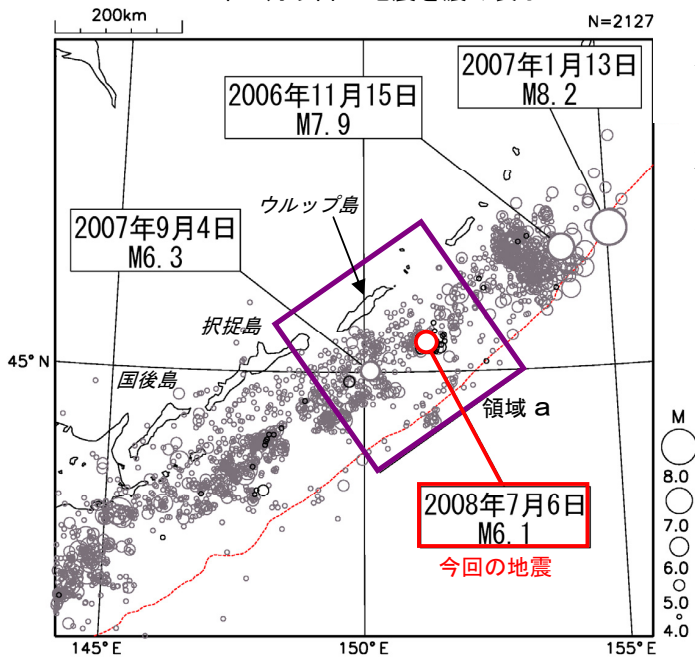 200km
N=2127
2007年1月13日
M8.2
2006年11月15日
M7.9
ウルップ島
2007年9月4日
M6.3
択捉島
45°N
国後島
領域 a
2008年7月6日
M6.1
今回の地震
M
8.0
7.0
6.0
5.0
4.0
145°E
150°E
155°E